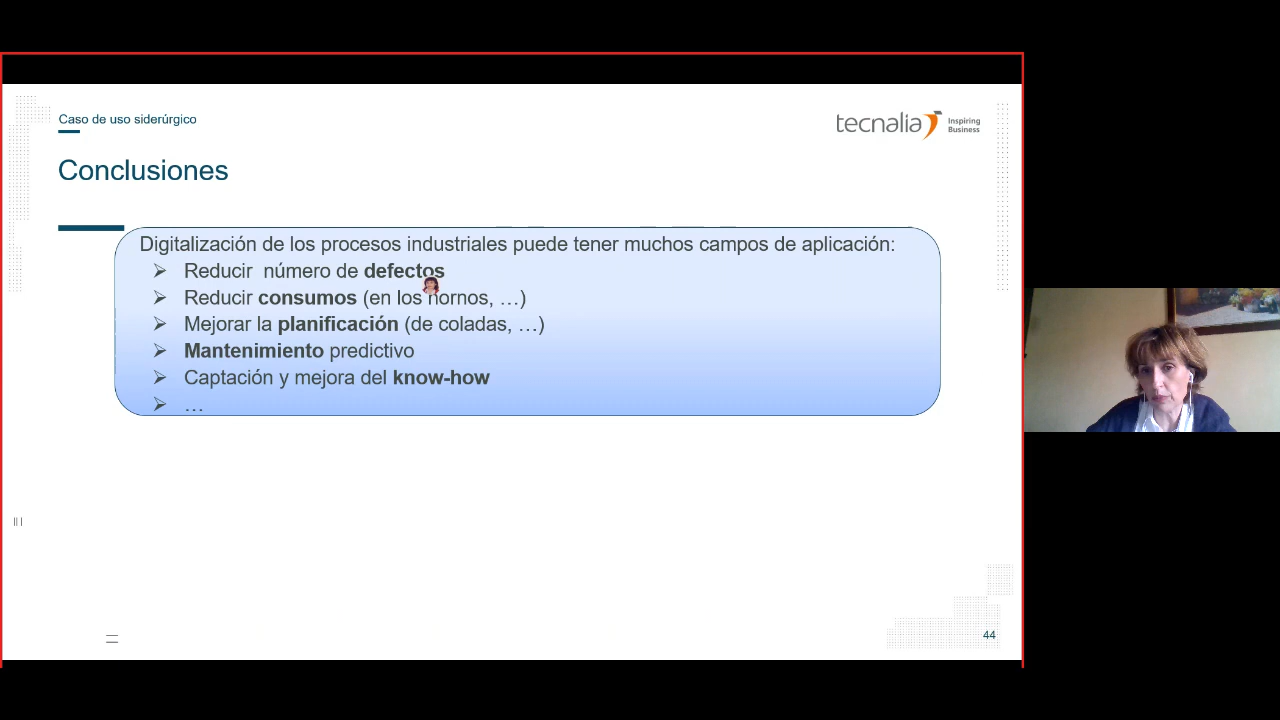 Caso de uso siderúrgico
tecnalia Inspiring Business
Conclusiones
Digitalización de los procesos industriales puede tener muchos campos de aplicación:
Reducir número de defectos
Reducir consumos (en los hornos, …)
Mejorar la planificación (de coladas, …)
Mantenimiento predictivo
Captación y mejora del know-how
…
44